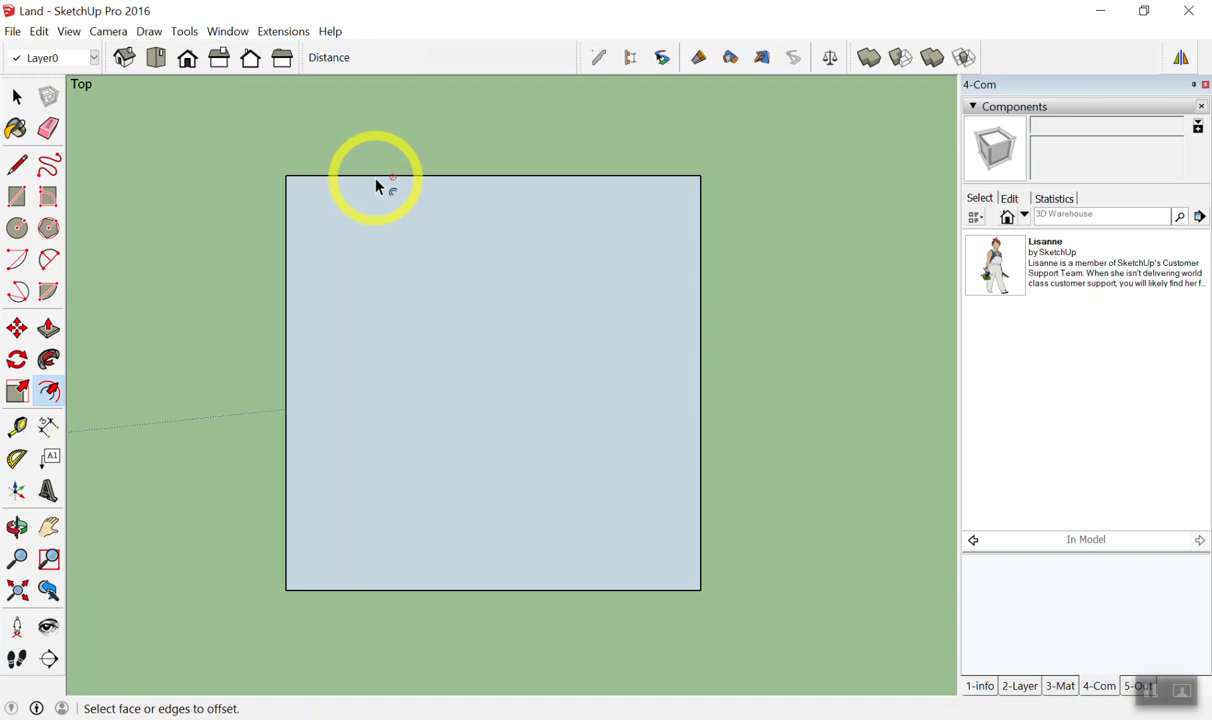 Land - SketchUp Pro 2016
File Edit View Camera Draw Tools Window Extensions Help
Layer0
Distance
Top
4-Com
Components
Select Edit Statistics
3D Warehouse
Lisanne
by SketchUp
Lisanne is a member of SketchUp's Customer
Support Team. When she isn't delivering world
class customer support, you will likely find her f...
A1
In Model
1-info 2-Layer 3-Mat 4-Com
Select face or edges to offset.